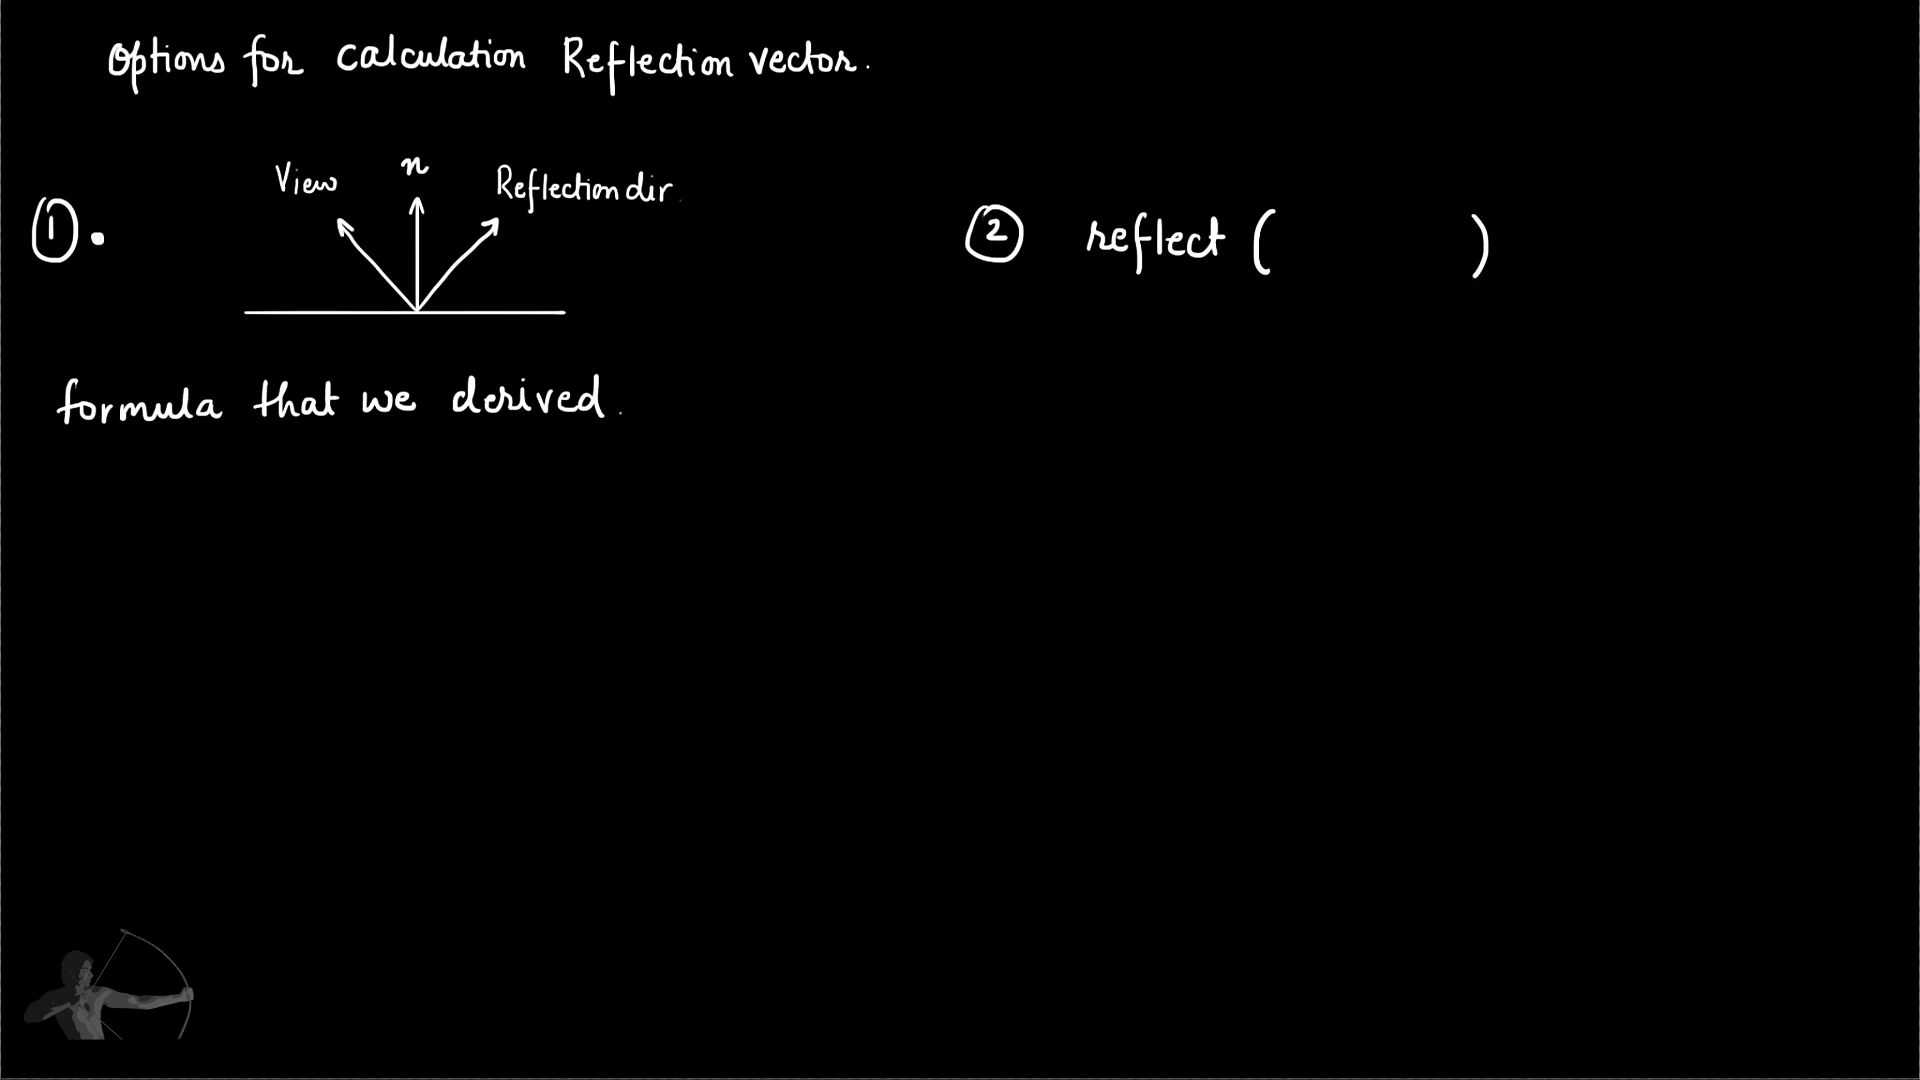 Options for calculation Reflection vector.
①.
View
n
Reflection dir.
formula that we derived.
② reflect ( )